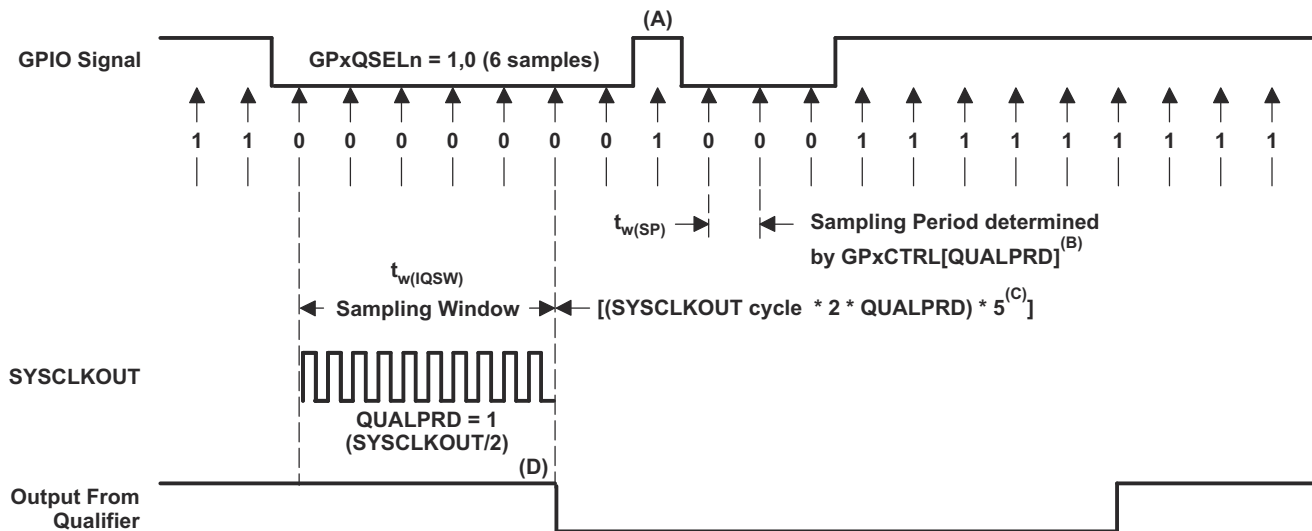 (A)
GPIO Signal
GPxQSELn = 1,0 (6 samples)
1 1 0 0 0 0 0 0 0 1 0 0 0 1 1 1 1 1 1 1 1 1
tw(SP)
Sampling Period determined
by GPxCTRL[QUALPRD](B)
tw(IQSW)
Sampling Window
[(SYSCLKOUT cycle * 2 * QUALPRD) * 5(C)]
SYSCLKOUT
QUALPRD = 1
(SYSCLKOUT/2)
(D)
Output From
Qualifier